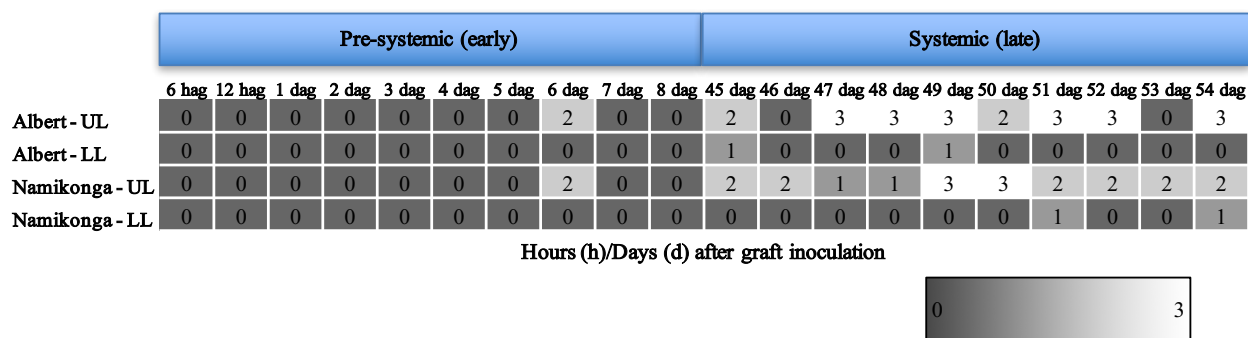 Pre-systemic (early) Systemic (late)
6 hag 12 hag 1 dag 2 dag 3 dag 4 dag 5 dag 6 dag 7 dag 8 dag 45 dag 46 dag 47 dag 48 dag 49 dag 50 dag 51 dag 52 dag 53 dag 54 dag
Albert - UL 0 0 0 0 0 0 0 2 0 0 2 0 3 3 3 2 3 3 0 3
Albert - LL 0 0 0 0 0 0 0 0 0 0 1 0 0 0 1 0 0 0 0 0
Namikonga - UL 0 0 0 0 0 0 0 2 0 0 2 2 1 1 3 3 2 2 2 2
Namikonga - LL 0 0 0 0 0 0 0 0 0 0 0 0 0 0 0 0 1 0 0 1
Hours (h)/Days (d) after graft inoculation
0 3